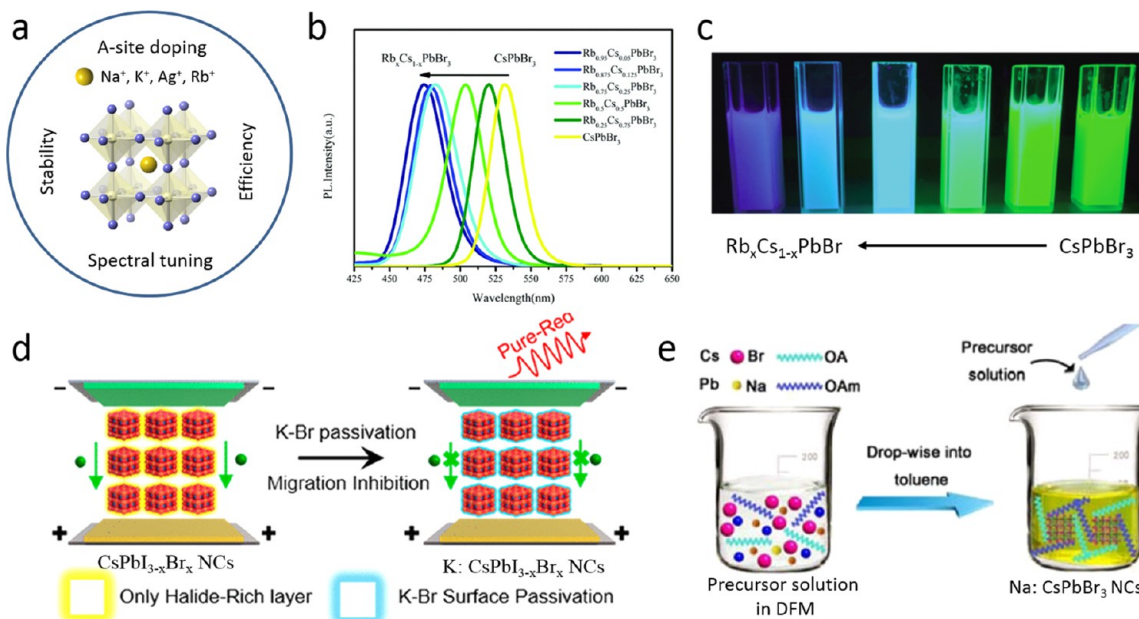 a
A-site doping
Na⁺, K⁺, Ag⁺, Rb⁺
Stability
Efficiency
Spectral tuning
b
RbₓCs₁₋ₓPbBr₃
CsPbBr₃
Rb₀.₉₅Cs₀.₀₅PbBr₃
Rb₀.₈₇₅Cs₀.₁₂₅PbBr₃
Rb₀.₇₅Cs₀.₂₅PbBr₃
Rb₀.₅Cs₀.₅PbBr₃
Rb₀.₂₅Cs₀.₇₅PbBr₃
CsPbBr₃
PL.Intensity(a.u.)
425 450 475 500 525 550 575 600 625 650
Wavelength(nm)
c
RbₓCs₁₋ₓPbBr
CsPbBr₃
d
Pure-Red
− − − −
K-Br passivation
Migration Inhibition
+ + + +
CsPbI₃₋ₓBrₓ NCs
K: CsPbI₃₋ₓBrₓ NCs
Only Halide-Rich layer
K-Br Surface Passivation
e
Cs Br OA
Pb Na OAm
Precursor
solution
200
Drop-wise into
toluene
200
Precursor solution
in DFM
Na: CsPbBr₃ NCs